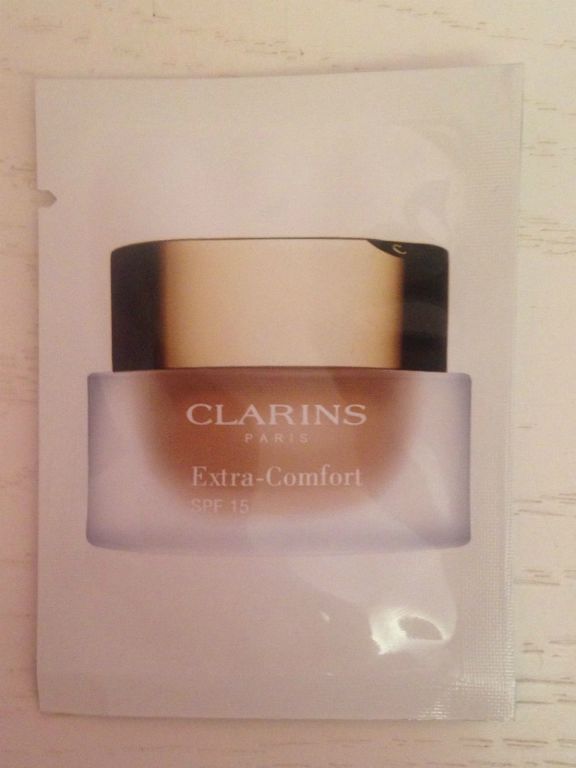 CLARINS
PARIS
Extra-Comfort
SPF 15